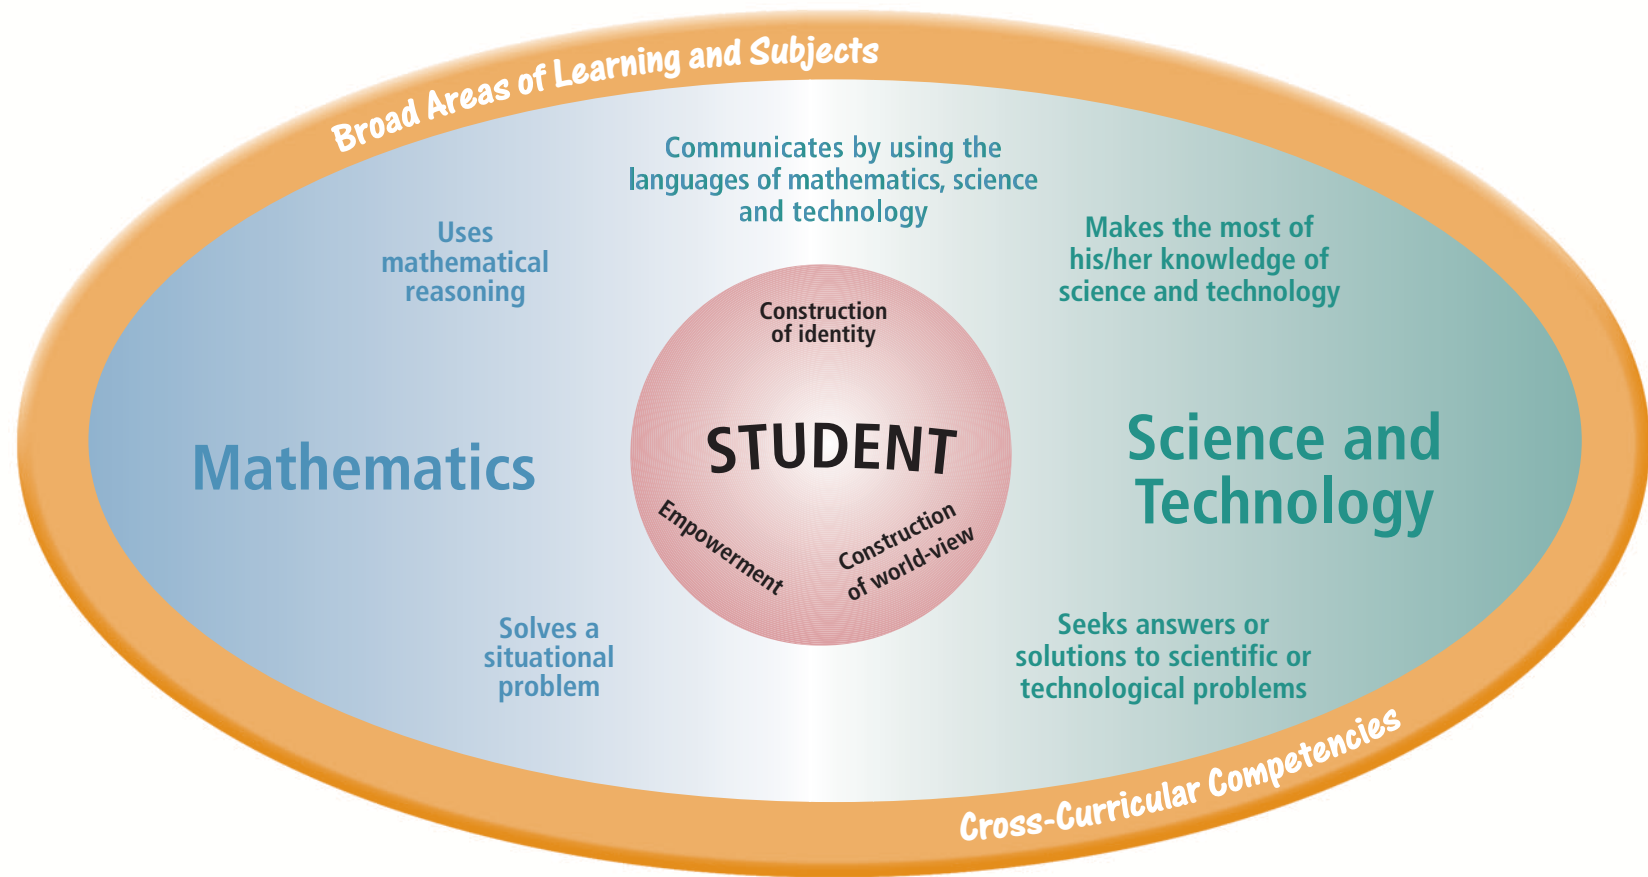 Broad Areas of Learning and Subjects
Communicates by using the
languages of mathematics, science
and technology
Uses
mathematical
reasoning
Makes the most of
his/her knowledge of
science and technology
Construction
of identity
Mathematics
STUDENT
Science and
Technology
Empowerment
Construction
of world-view
Solves a
situational
problem
Seeks answers or
solutions to scientific or
technological problems
Cross-Curricular Competencies